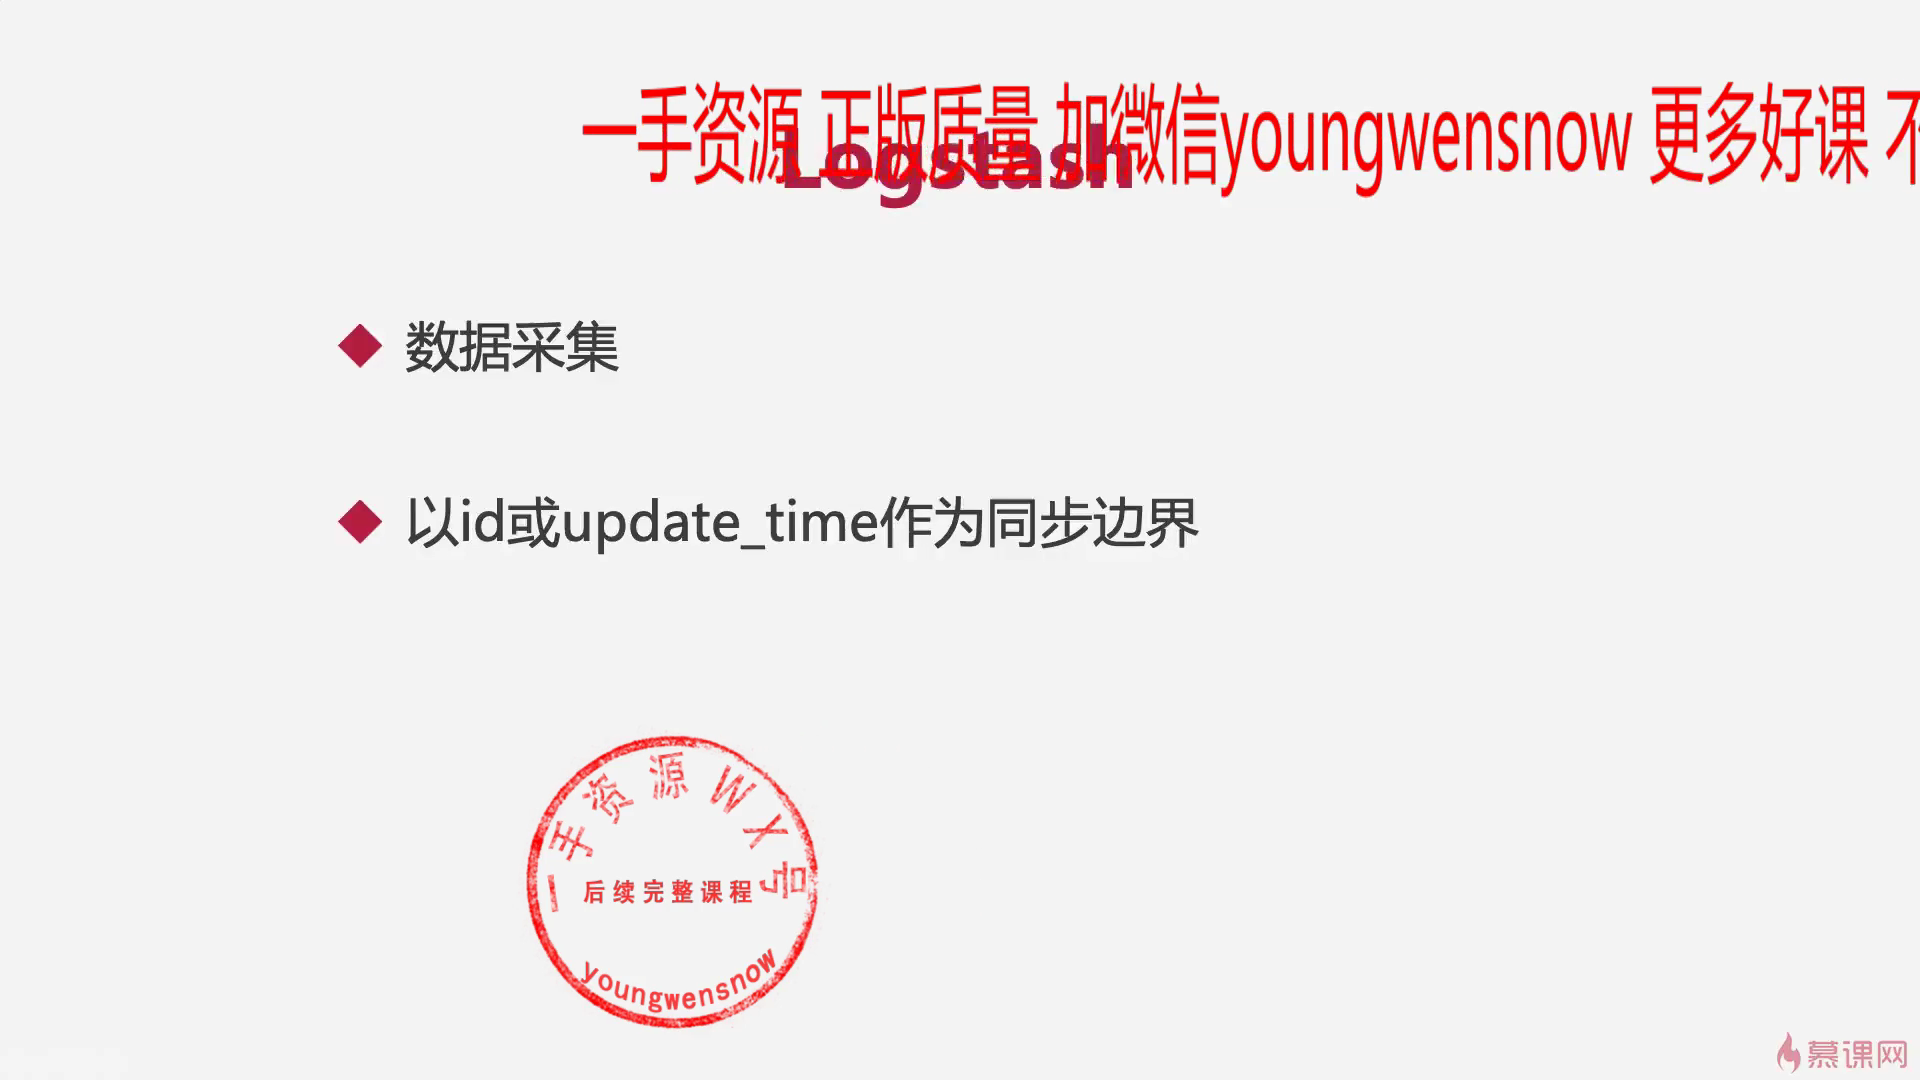 一手资源 正版质量 加微信youngwensnow 更多好课
Logstash
数据采集
以id或update_time作为同步边界
一手资源WX号
后续完整课程
youngwensnow
慕课网